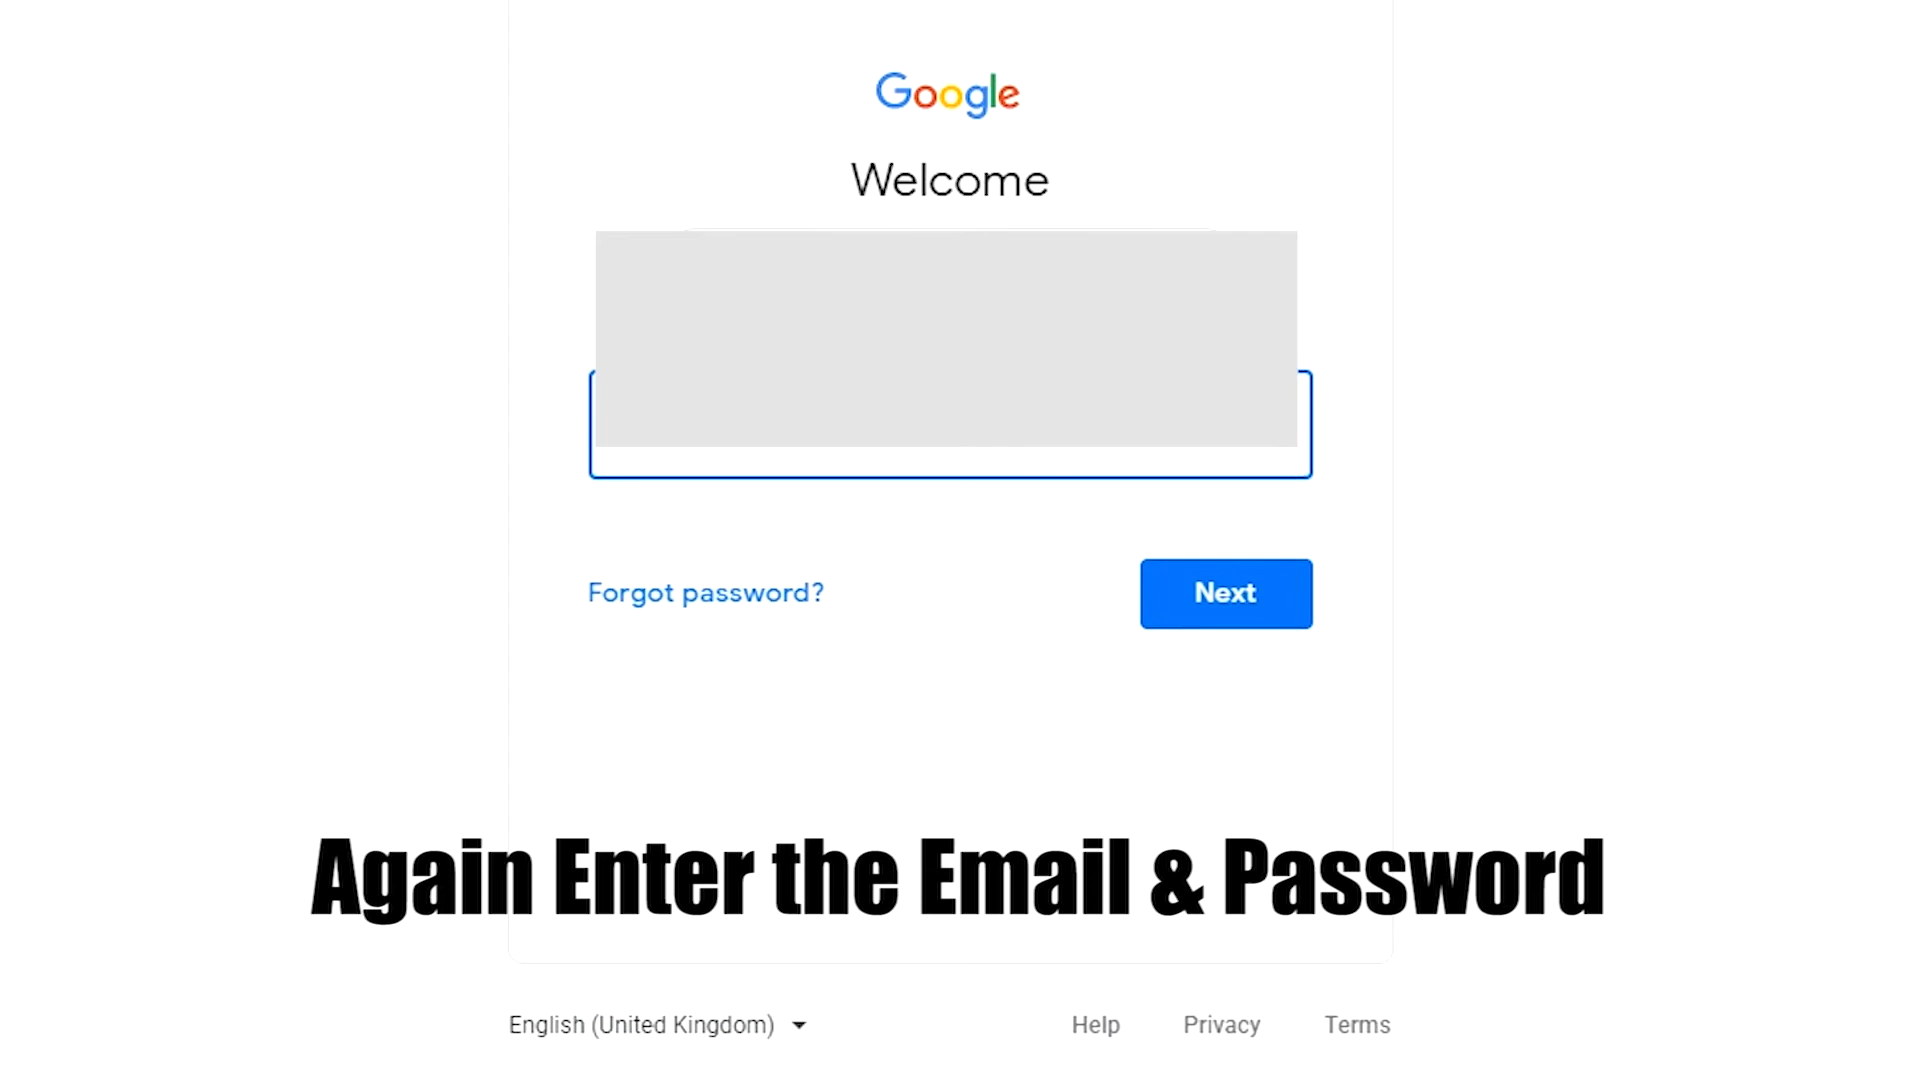 Google
Welcome
Forgot password?
Next
Again Enter the Email & Password
English (United Kingdom)
Help
Privacy
Terms